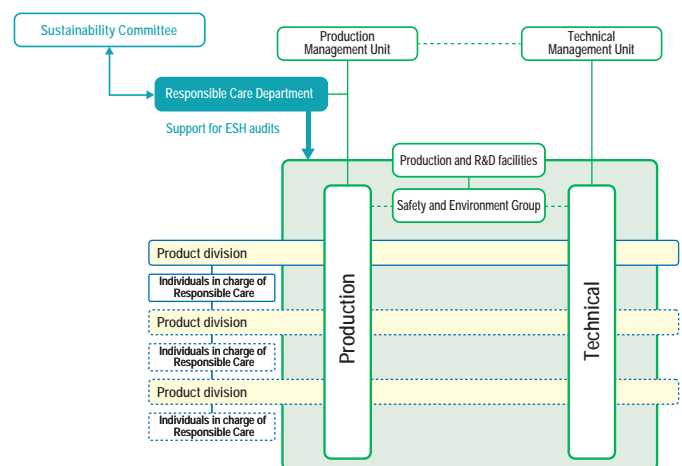 Sustainability Committee
Production
Management Unit
Technical
Management Unit
Responsible Care Department
Support for ESH audits
Production and R&D facilities
Safety and Environment Group
Product division
Individuals in charge of
Responsible Care
Product division
Individuals in charge of
Responsible Care
Product division
Individuals in charge of
Responsible Care
Production
Technical